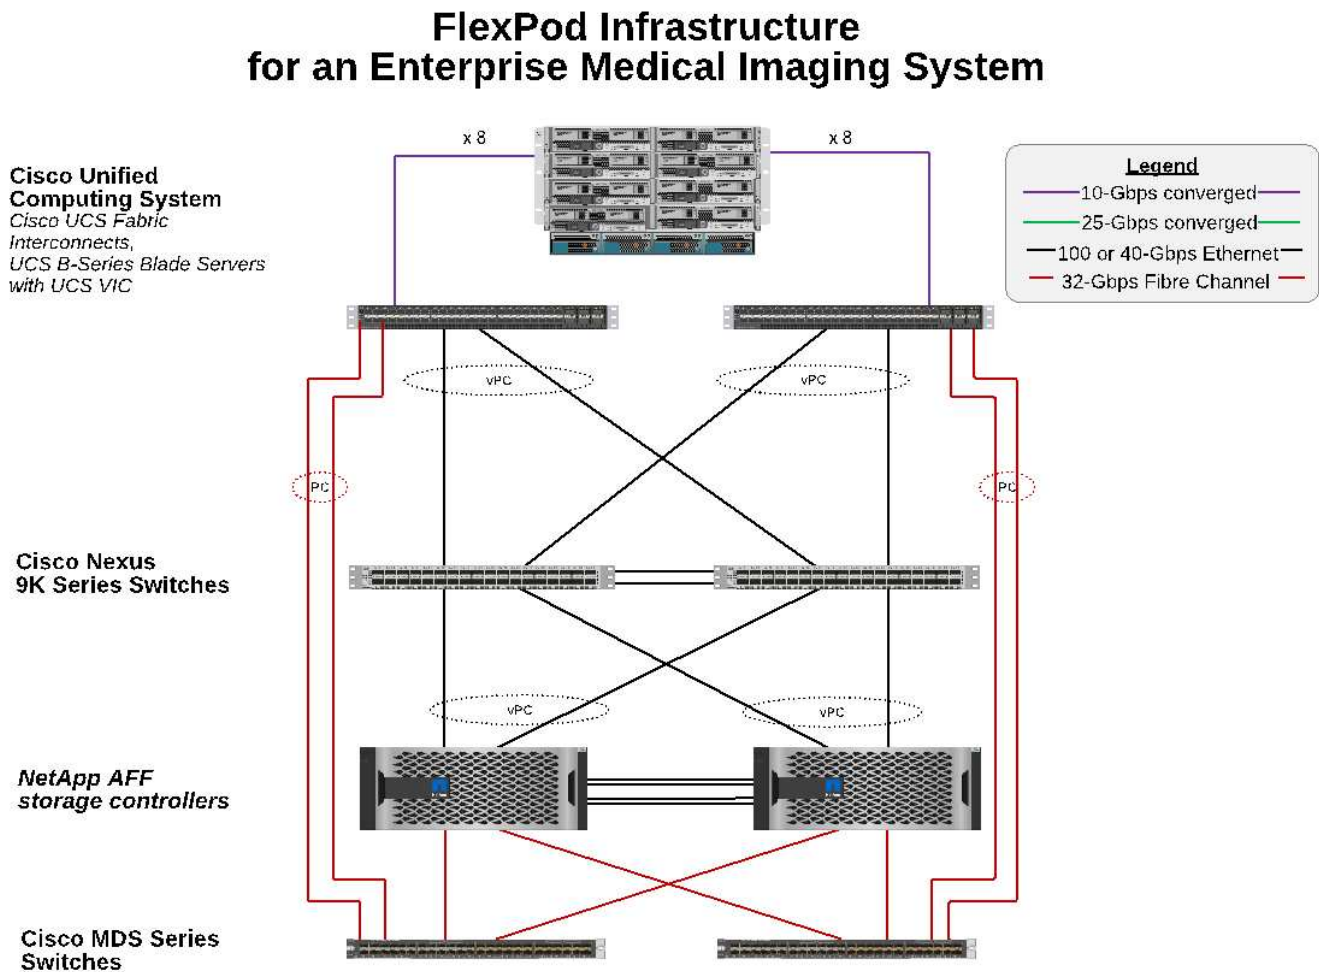 FlexPod Infrastructure
for an Enterprise Medical Imaging System
x 8
x 8
Cisco Unified
Computing System
Cisco UCS Fabric
Interconnects,
UCS B-Series Blade Servers
with UCS VIC
Legend
10-Gbps converged
25-Gbps converged
100 or 40-Gbps Ethernet
32-Gbps Fibre Channel
vPC
vPC
PC
PC
Cisco Nexus
9K Series Switches
vPC
vPC
NetApp AFF
storage controllers
Cisco MDS Series
Switches